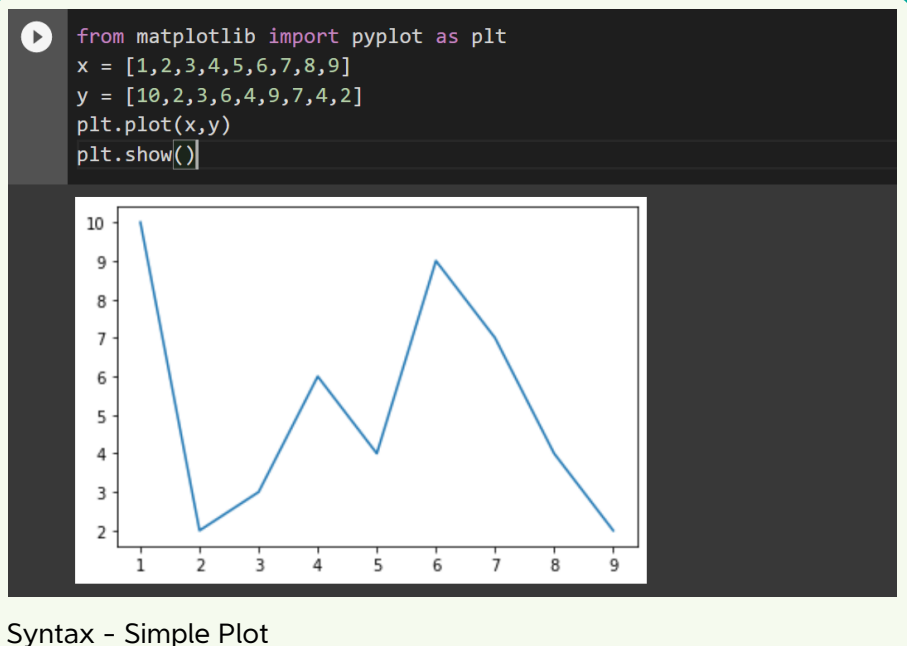 from matplotlib import pyplot as plt
x = [1,2,3,4,5,6,7,8,9]
y = [10,2,3,6,4,9,7,4,2]
plt.plot(x,y)
plt.show()
10
9
8
7
6
5
4
3
2
1 2 3 4 5 6 7 8 9
Syntax - Simple Plot